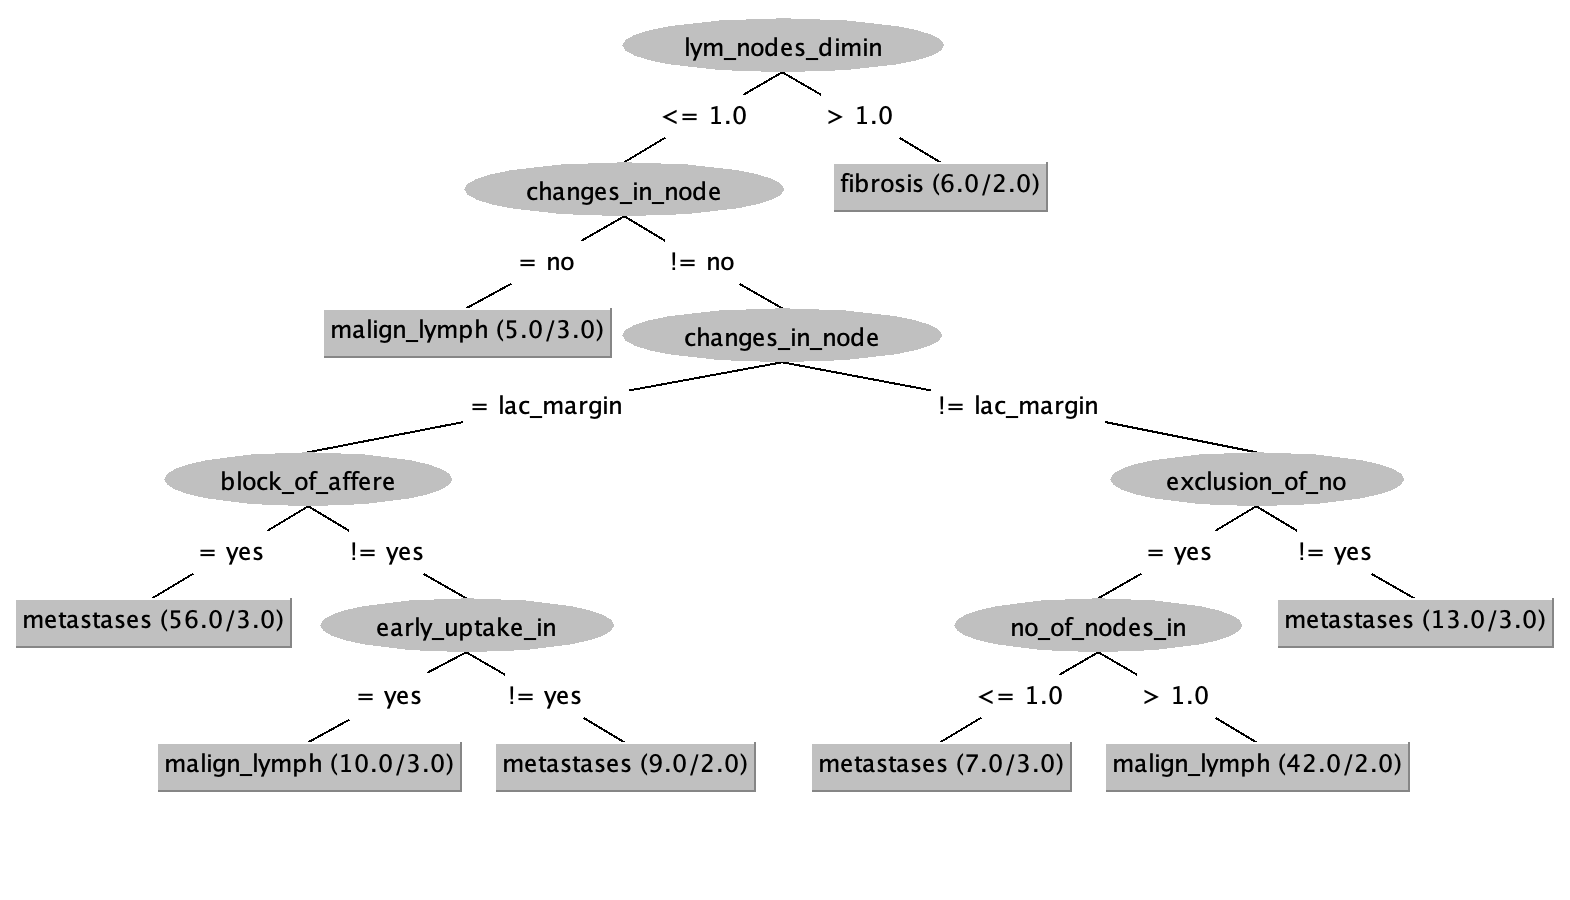 lym_nodes_dimin
<= 1.0
> 1.0
changes_in_node
fibrosis (6.0/2.0)
= no
!= no
malign_lymph (5.0/3.0)
changes_in_node
= lac_margin
!= lac_margin
block_of_affere
exclusion_of_no
= yes
!= yes
= yes
!= yes
metastases (56.0/3.0)
early_uptake_in
no_of_nodes_in
metastases (13.0/3.0)
= yes
!= yes
<= 1.0
> 1.0
malign_lymph (10.0/3.0)
metastases (9.0/2.0)
metastases (7.0/3.0)
malign_lymph (42.0/2.0)